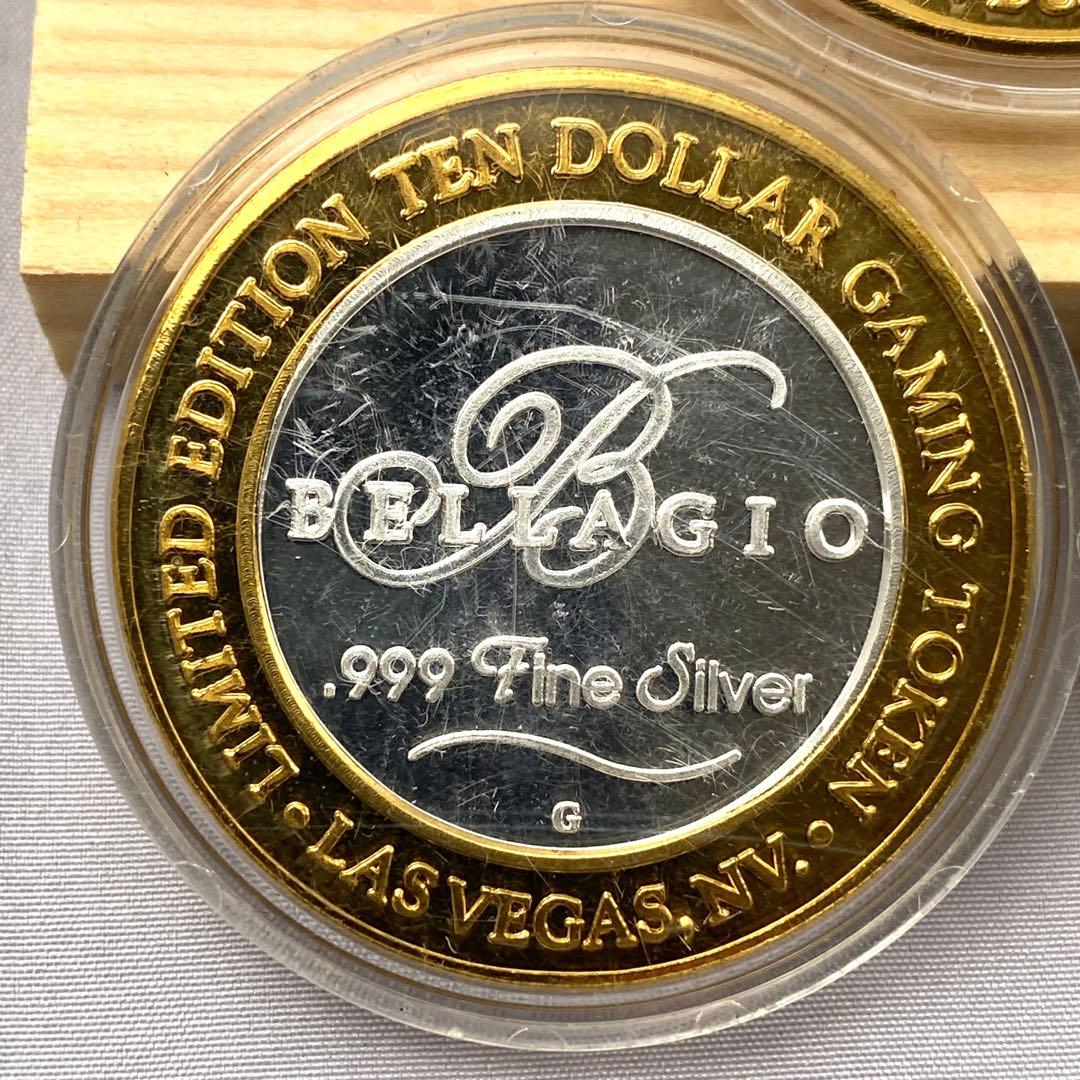 LIMITED EDITION TEN DOLLAR GAMING TOKEN
B
BELLAGIO
.999 Fine Silver
G
• LAS VEGAS, NV. •